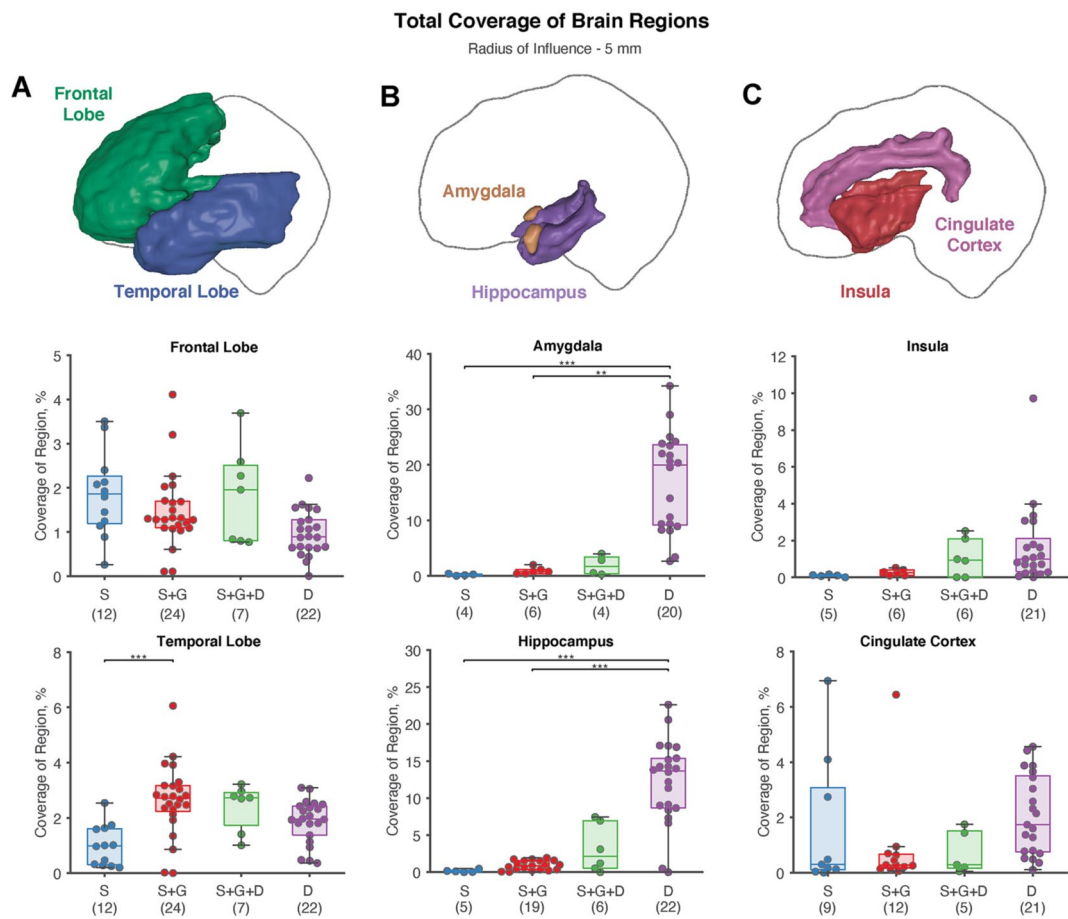 Total Coverage of Brain Regions
Radius of Influence - 5 mm
A
Frontal
Lobe
Temporal Lobe
B
Amygdala
Hippocampus
C
Cingulate
Cortex
Insula
Frontal Lobe
Coverage of Region, %
5
4
3
2
1
0
S S+G S+G+D D
(12) (24) (7) (22)
Amygdala
Coverage of Region, %
40
30
20
10
0
***
**
S S+G S+G+D D
(4) (6) (4) (20)
Insula
Coverage of Region, %
12
10
8
6
4
2
0
S S+G S+G+D D
(5) (6) (6) (21)
Temporal Lobe
Coverage of Region, %
8
6
4
2
0
***
S S+G S+G+D D
(12) (24) (7) (22)
Hippocampus
Coverage of Region, %
30
25
20
15
10
5
0
***
***
S S+G S+G+D D
(5) (19) (6) (22)
Cingulate Cortex
Coverage of Region, %
8
6
4
2
0
S S+G S+G+D D
(9) (12) (5) (21)